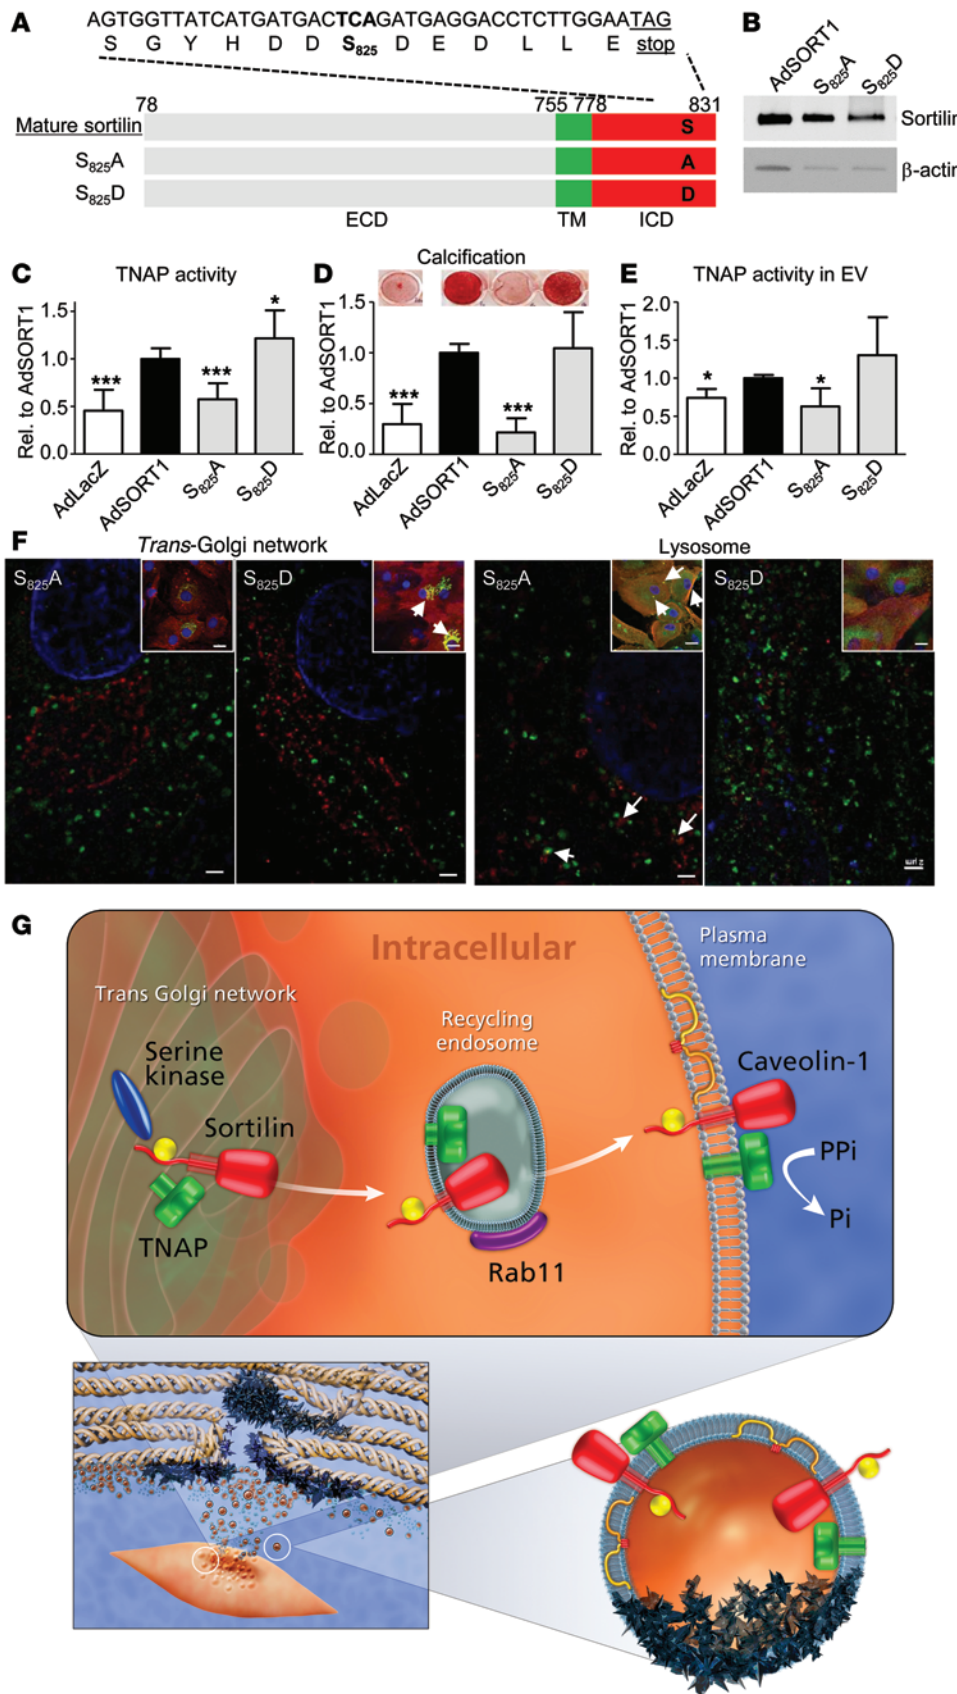 A
AGTGGTTATCATGATGACTCAGATGAGGACCTCTTGGAATAG
S G Y H D D S825 D E D L L E stop
78 755 778 831
Mature sortilin S
S825A A
S825D D
ECD TM ICD
B
AdSORT1 S825A S825D
Sortilin
β-actin
C
TNAP activity
Rel. to AdSORT1
1.5
1.0
0.5
0.0
*** *** *
AdLacZ AdSORT1 S825A S825D
D
Calcification
1.5
1.0
0.5
0.0
*** ***
AdLacZ AdSORT1 S825A S825D
E
TNAP activity in EV
Rel. to AdSORT1
2.0
1.5
1.0
0.5
0.0
* *
AdLacZ AdSORT1 S825A S825D
F
Trans-Golgi network Lysosome
S825A S825D S825A S825D
G
Intracellular
Plasma
membrane
Trans Golgi network
Recycling
endosome
Serine
kinase
Caveolin-1
Sortilin
PPi
Pi
TNAP
Rab11